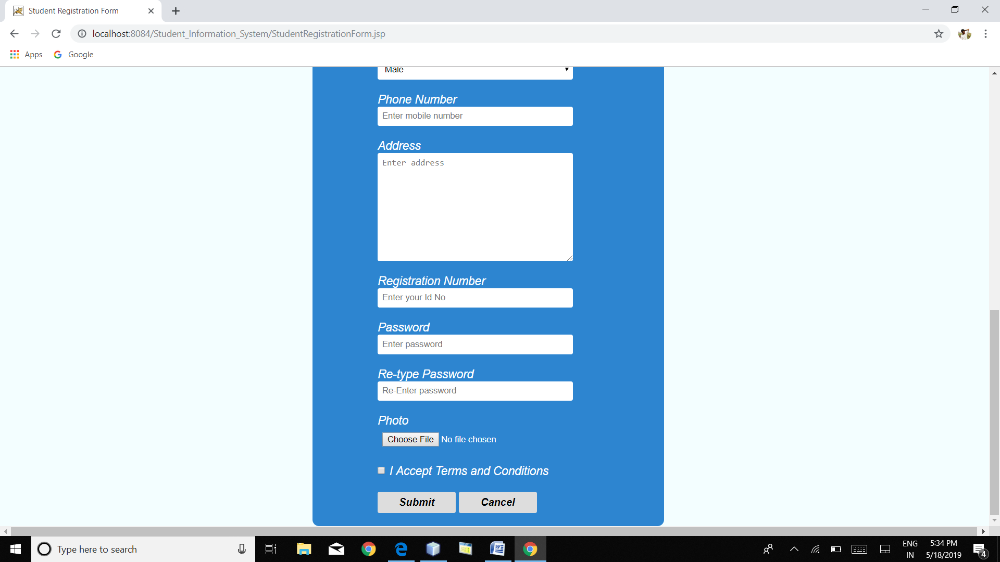 Student Registration Form
localhost:8084/Student_Information_System/StudentRegistrationForm.jsp
Apps
Google
Male
Phone Number
Enter mobile number
Address
Enter address
Registration Number
Enter your Id No
Password
Enter password
Re-type Password
Re-Enter password
Photo
Choose File No file chosen
I Accept Terms and Conditions
Submit
Cancel
Type here to search
ENG
IN
5:34 PM
5/18/2019
4